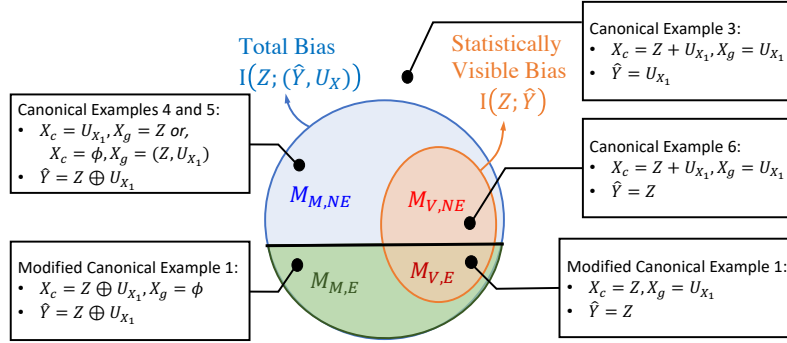 Total Bias
I(Z; (Ŷ, U_X))
Statistically
Visible Bias
I(Z; Ŷ)
Canonical Example 3:
• X_c = Z + U_{X_1}, X_g = U_{X_1}
• Ŷ = U_{X_1}
Canonical Examples 4 and 5:
• X_c = U_{X_1}, X_g = Z or,
X_c = ϕ, X_g = (Z, U_{X_1})
• Ŷ = Z ⊕ U_{X_1}
Canonical Example 6:
• X_c = Z + U_{X_1}, X_g = U_{X_1}
• Ŷ = Z
M_{M,NE}
M_{V,NE}
M_{M,E}
M_{V,E}
Modified Canonical Example 1:
• X_c = Z ⊕ U_{X_1}, X_g = ϕ
• Ŷ = Z ⊕ U_{X_1}
Modified Canonical Example 1:
• X_c = Z, X_g = U_{X_1}
• Ŷ = Z